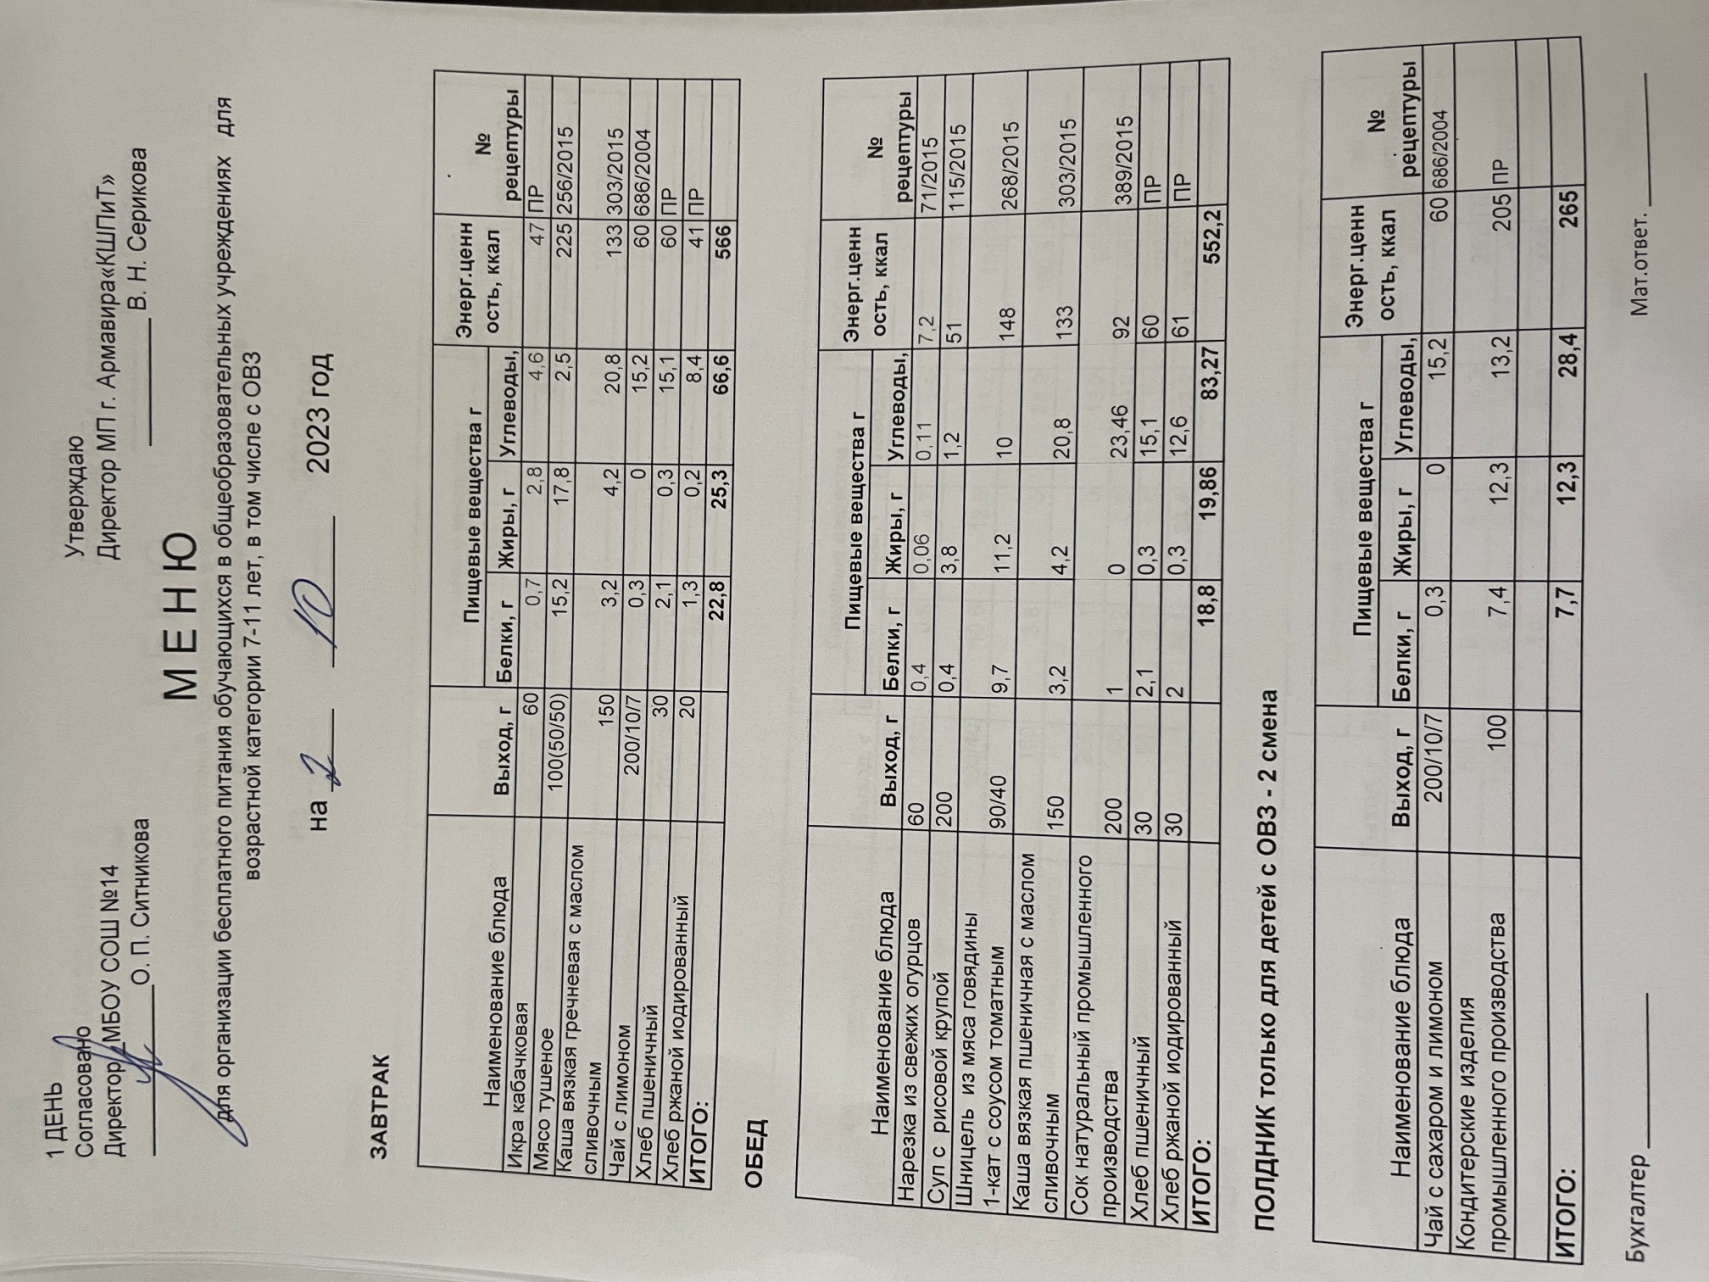 1 ДЕНЬ
Согласовано Утверждаю
Директор МБОУ СОШ №14 Директор МП г. Армавира«КШПиТ»
____________О. П. Ситникова ____________ В. Н. Серикова
МЕНЮ
для организации бесплатного питания обучающихся в общеобразовательных учреждениях для
возрастной категории 7-11 лет, в том числе с ОВЗ
на 2 10 2023 год
ЗАВТРАК
Наименование блюда Выход, г Пищевые вещества г Энерг.ценн ость, ккал № рецептуры
Белки, г Жиры, г Углеводы,
Икра кабачковая 60 0,7 2,8 4,6 47 ПР
Мясо тушеное 100(50/50) 15,2 17,8 2,5 225 256/2015
Каша вязкая гречневая с маслом
сливочным 150 3,2 4,2 20,8 133 303/2015
Чай с лимоном 200/10/7 0,3 0 15,2 60 686/2004
Хлеб пшеничный 30 2,1 0,3 15,1 60 ПР
Хлеб ржаной иодированный 20 1,3 0,2 8,4 41 ПР
ИТОГО: 22,8 25,3 66,6 566
ОБЕД
Наименование блюда Выход, г Пищевые вещества г Энерг.ценн ость, ккал № рецептуры
Белки, г Жиры, г Углеводы,
Нарезка из свежих огурцов 60 0,4 0,06 0,11 7,2 71/2015
Суп с рисовой крупой 200 0,4 3,8 1,2 51 115/2015
Шницель из мяса говядины
1-кат с соусом томатным 90/40 9,7 11,2 10 148 268/2015
Каша вязкая пшеничная с маслом
сливочным 150 3,2 4,2 20,8 133 303/2015
Сок натуральный промышленного
производства 200 1 0 23,46 92 389/2015
Хлеб пшеничный 30 2,1 0,3 15,1 60 ПР
Хлеб ржаной иодированный 30 2 0,3 12,6 61 ПР
ИТОГО: 18,8 19,86 83,27 552,2
ПОЛДНИК только для детей с ОВЗ - 2 смена
Наименование блюда Выход, г Пищевые вещества г Энерг.ценн ость, ккал № рецептуры
Белки, г Жиры, г Углеводы,
Чай с сахаром и лимоном 200/10/7 0,3 0 15,2 60 686/2004
Кондитерские изделия
промышленного производства 100 7,4 12,3 13,2 205 ПР
ИТОГО: 7,7 12,3 28,4 265
Бухгалтер ____________ Мат.ответ. ____________